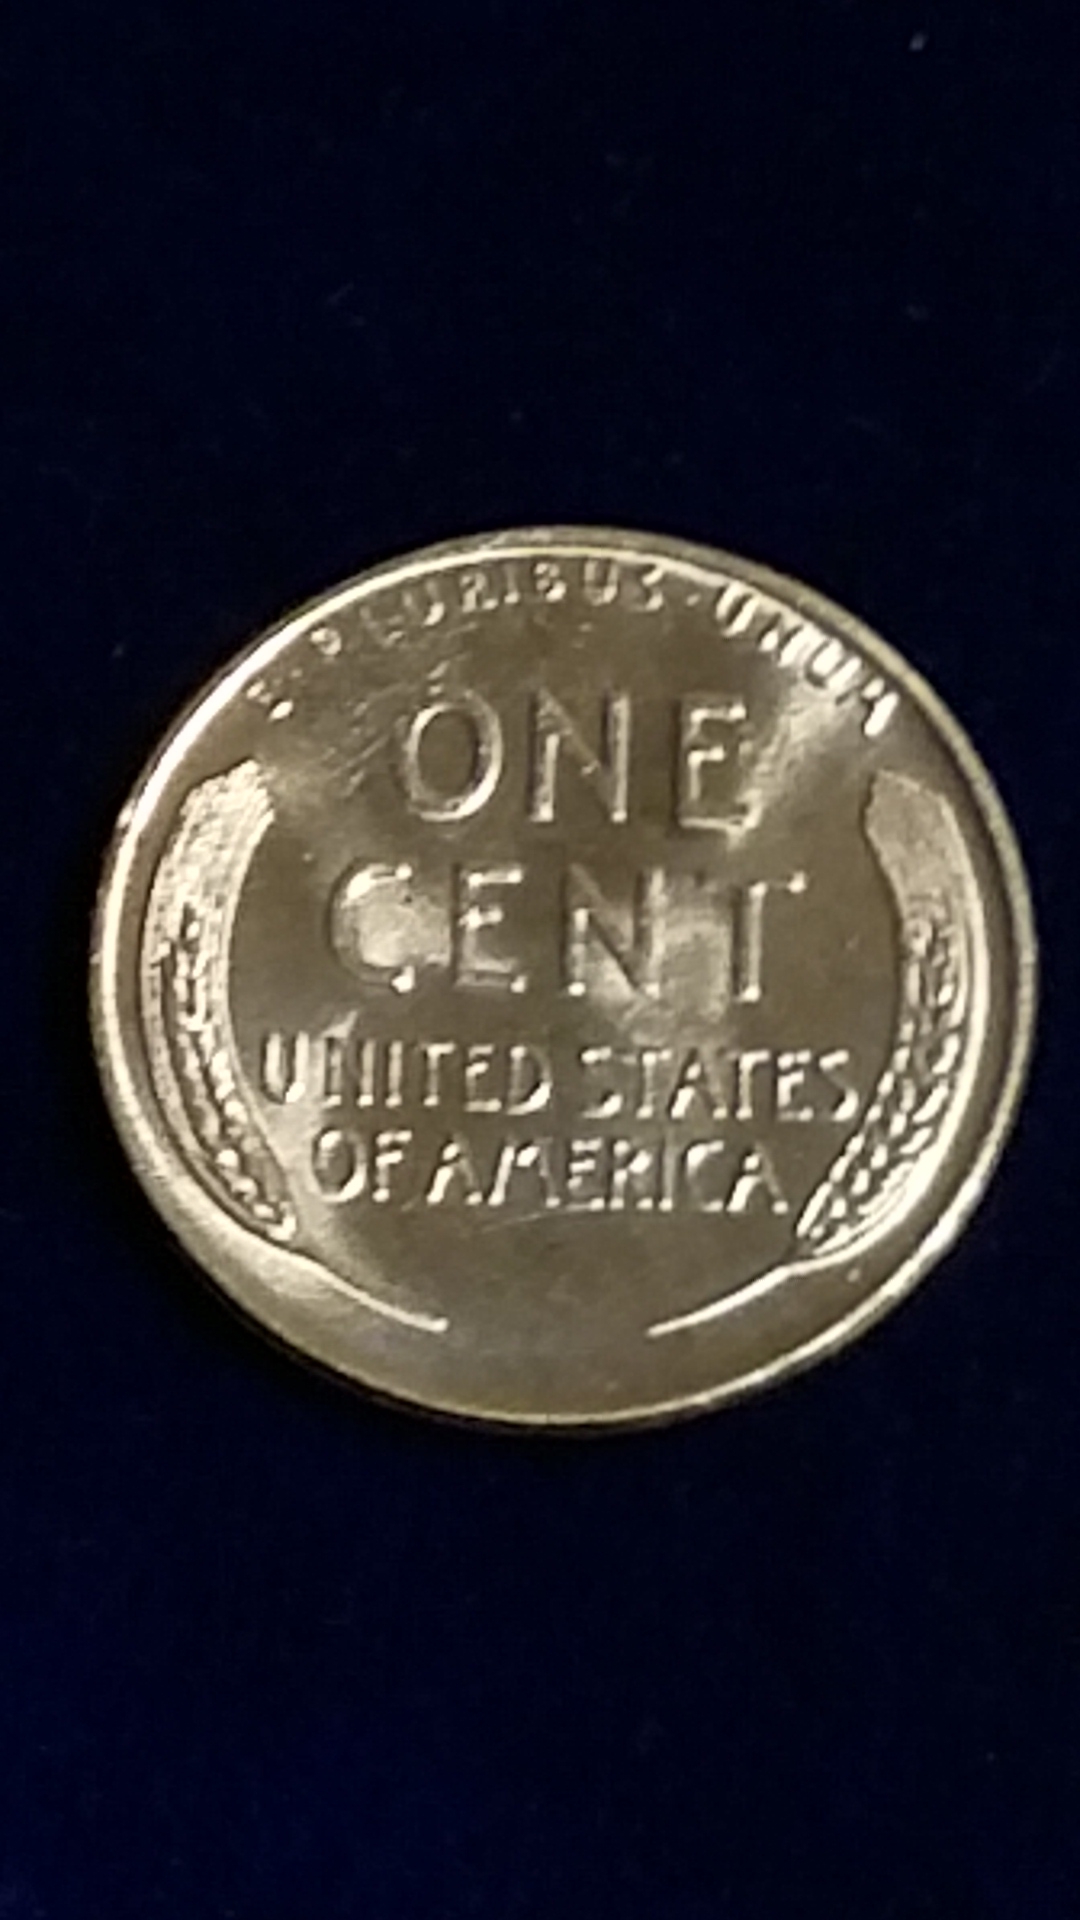 E · PLURIBUS · UNUM
ONE
CENT
UNITED STATES
OF AMERICA